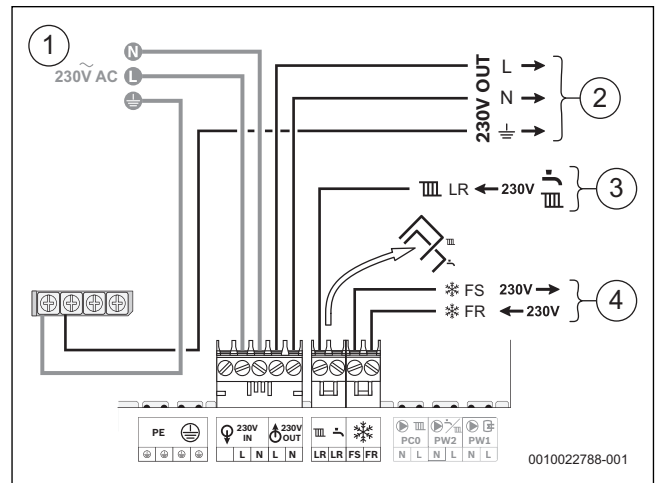 1
N
230V AC L
230V OUT
L
N
2
LR 230V
3
FS 230V
FR 230V
4
PE
230V IN
230V OUT
L N L N
LR LR FS FR
PC0 PW2 PW1
N L N L N L
0010022788-001